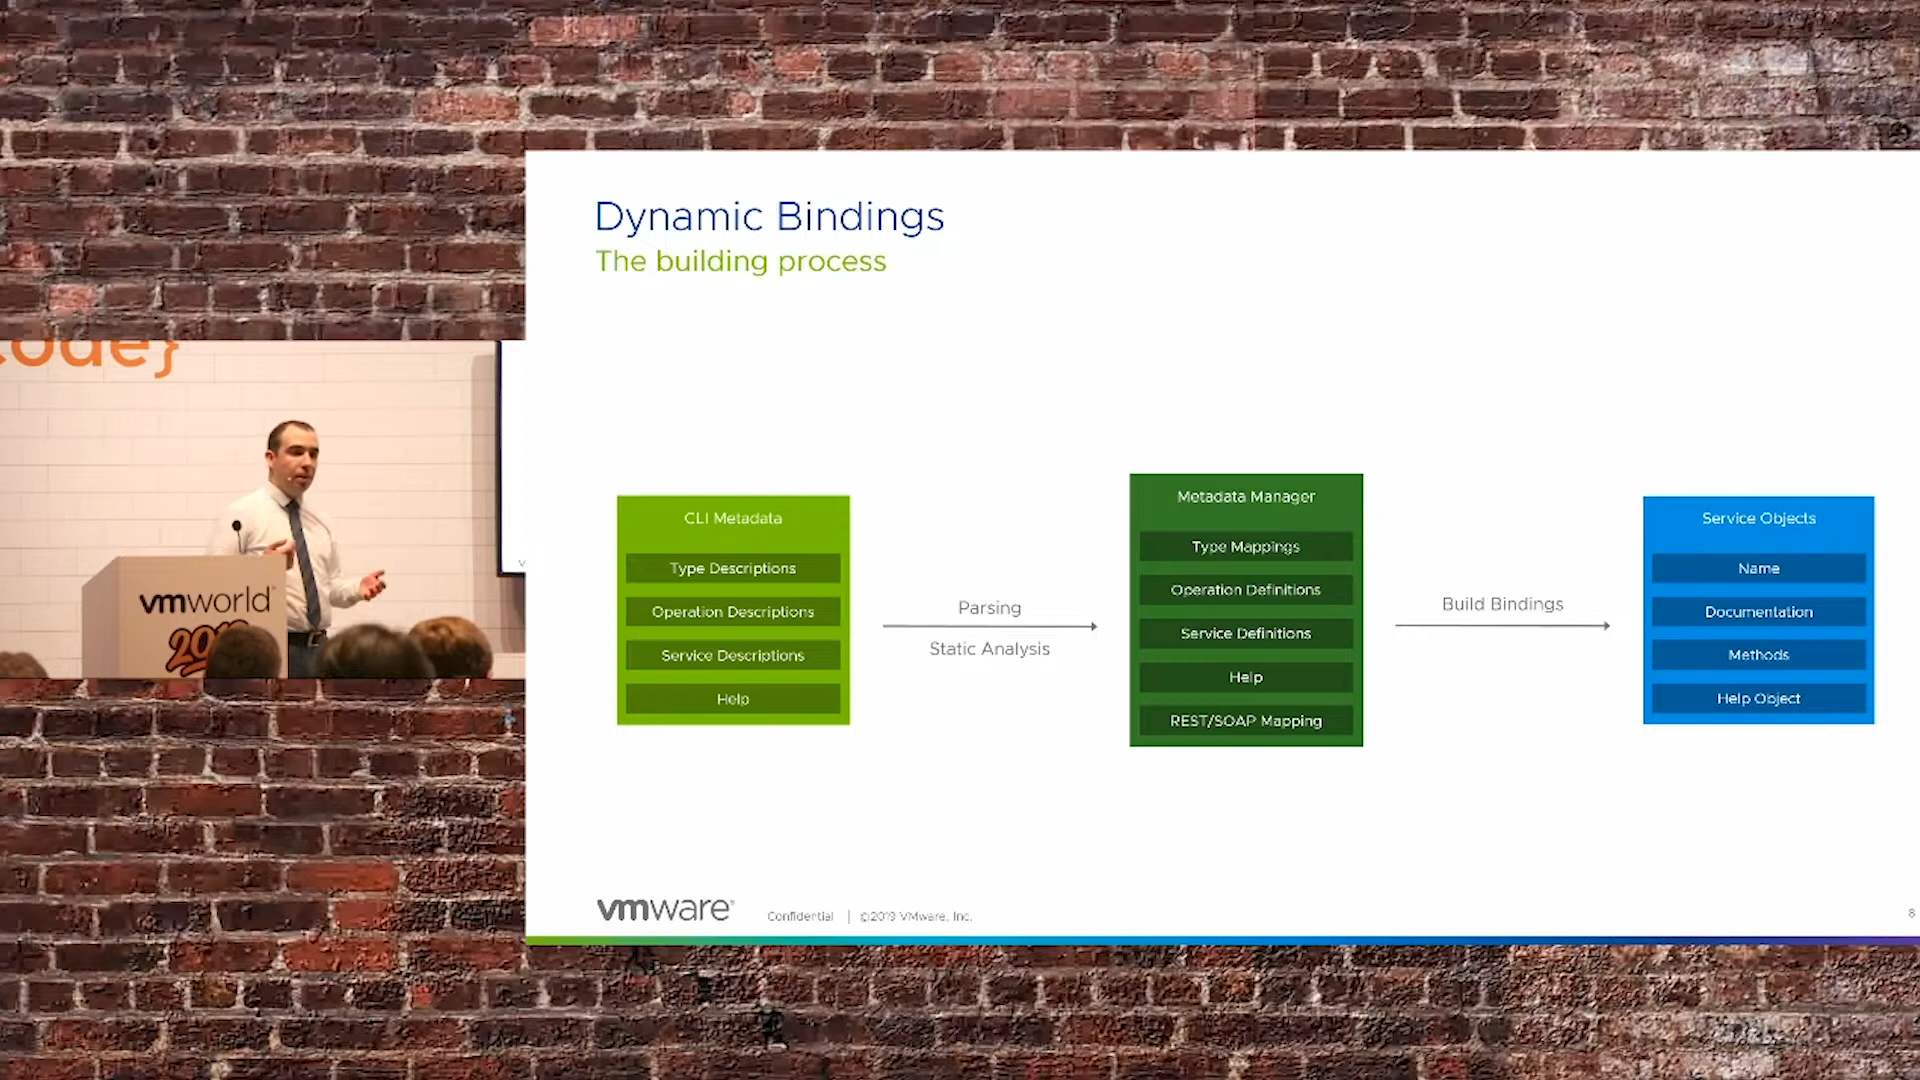 Dynamic Bindings
The building process
code}
vmworld
CLI Metadata
Type Descriptions
Operation Descriptions
Service Descriptions
Help
Parsing
Static Analysis
Metadata Manager
Type Mappings
Operation Definitions
Service Definitions
Help
REST/SOAP Mapping
Build Bindings
Service Objects
Name
Documentation
Methods
Help Object
vmware®
Confidential | ©2019 VMware, Inc.
8